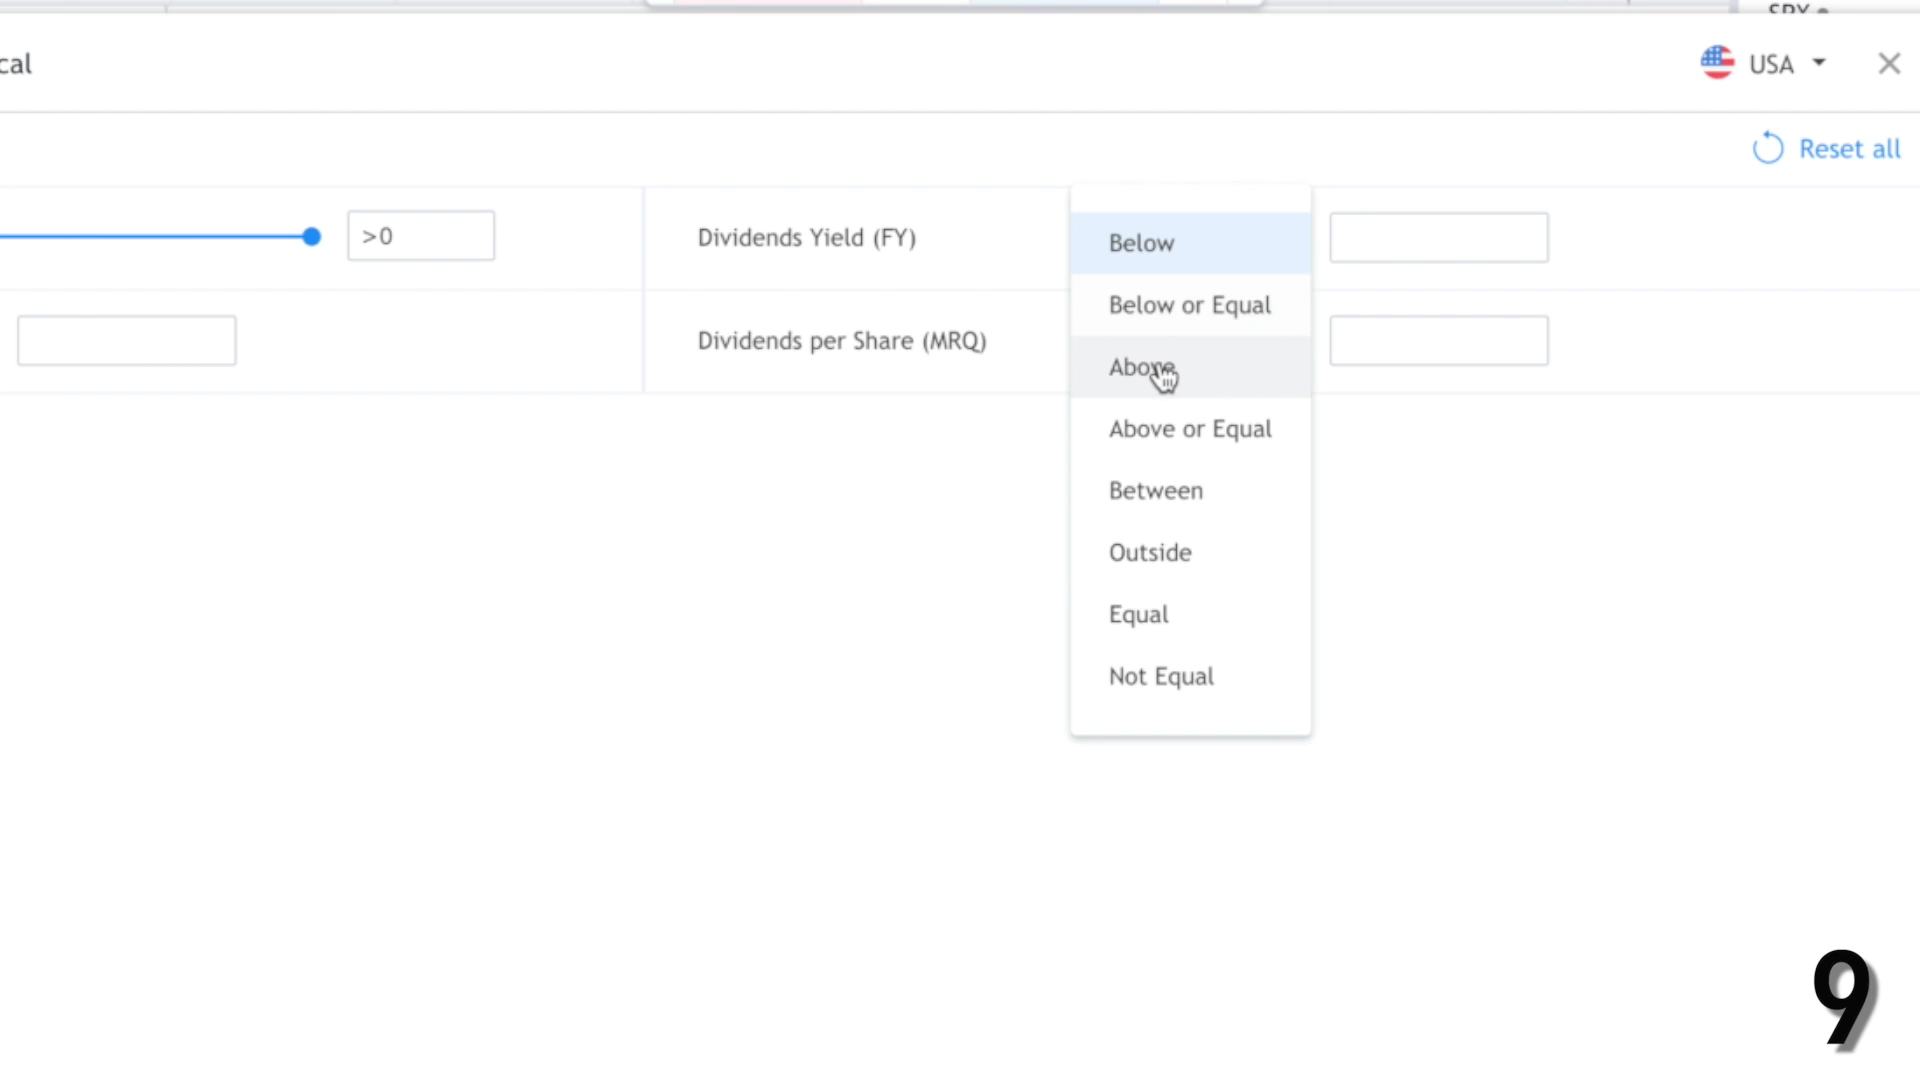 SPY
cal
USA
Reset all
>0
Dividends Yield (FY)
Below
Below or Equal
Dividends per Share (MRQ)
Above
Above or Equal
Between
Outside
Equal
Not Equal
9